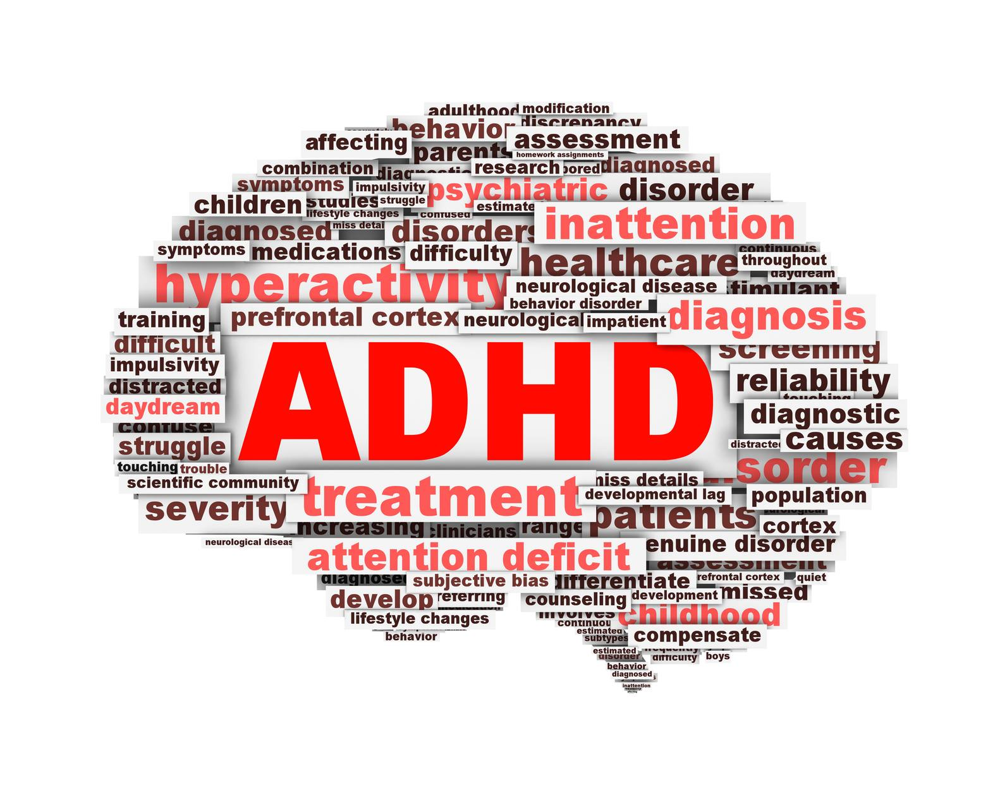 adulthood modification
behavior discrepancy
affecting assessment
parents homework assignments
combination research bored diagnosed
symptoms impulsivity psychiatric disorder
children studies struggle estimate
lifestyle changes confused inattention
diagnosed miss detai disorders
symptoms medications difficulty healthcare continuous
throughout
hyperactivity daydream
neurological disease stimulant
behavior disorder
training prefrontal cortex neurological impatient diagnosis
difficult screening
impulsivity ADHD reliability
distracted touching
daydream diagnostic
confuse
struggle distracted causes
touching trouble sorder
scientific community treatment miss details
developmental lag population
severity patients
increasing clinicians range cortex
neurological diseas enuine disorder
attention deficit assessment
diagnosed subjective bias differentiate refrontal cortex quiet
develop referring counseling development missed
involves childhood
lifestyle changes continuou
estimated compensate
behavior subtypes
estimated frequently
disorder difficulty boys
behavior
diagnosed
inattention
affecting